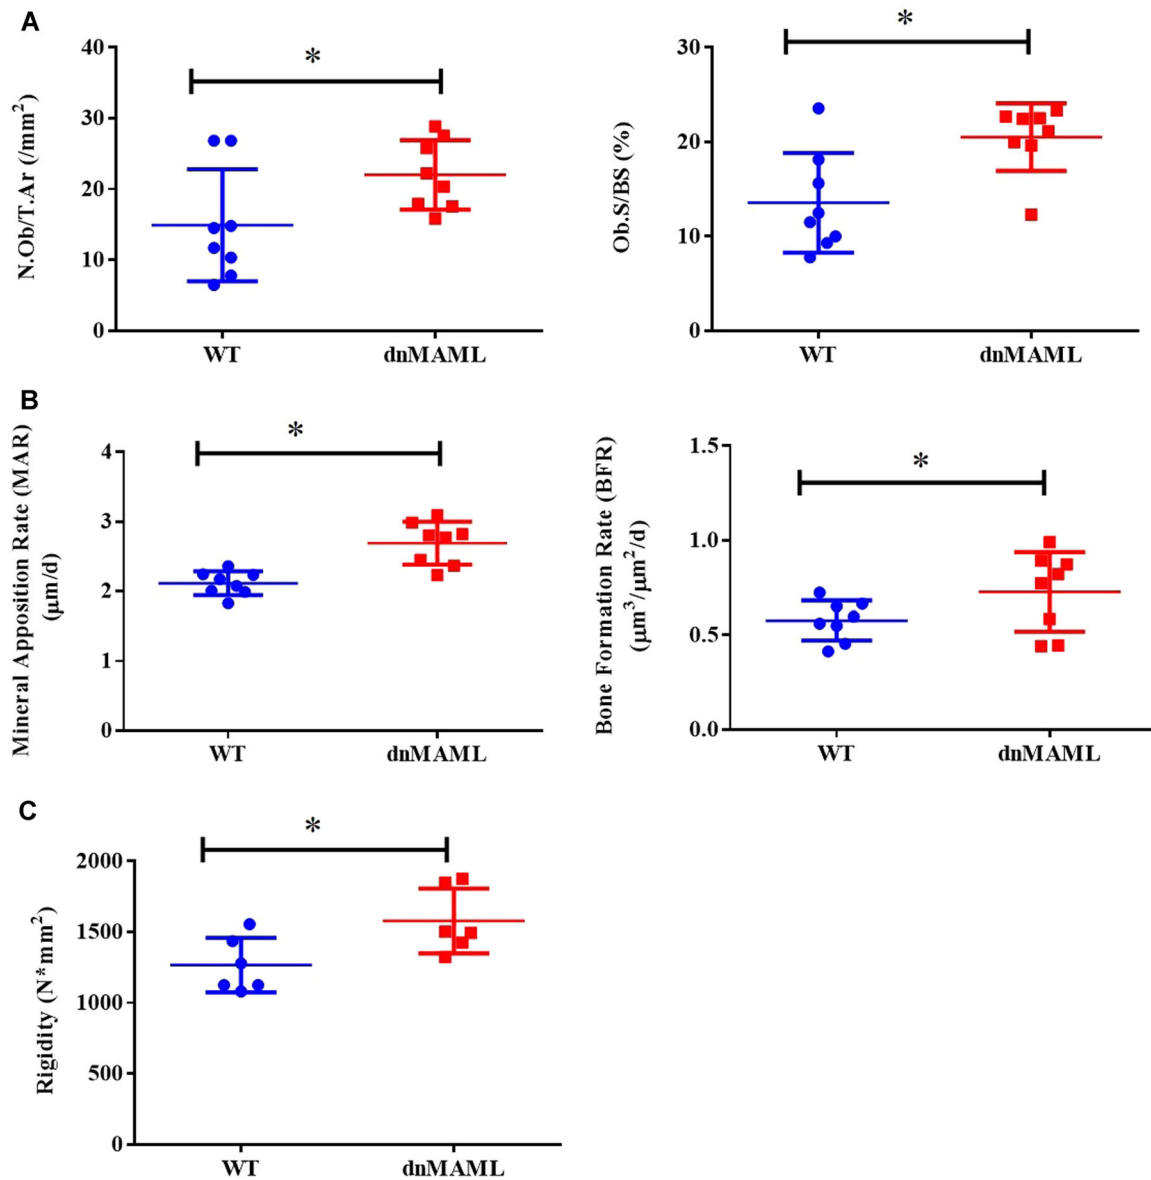 A
N.Ob/T.Ar (/mm²)
40
30
20
10
0
*
WT
dnMAML
Ob.S/BS (%)
30
20
10
0
*
WT
dnMAML
B
Mineral Apposition Rate (MAR)
(μm/d)
4
3
2
1
0
*
WT
dnMAML
Bone Formation Rate (BFR)
(μm³/μm²/d)
1.5
1.0
0.5
0.0
*
WT
dnMAML
C
Rigidity (N*mm²)
2000
1500
1000
500
0
*
WT
dnMAML